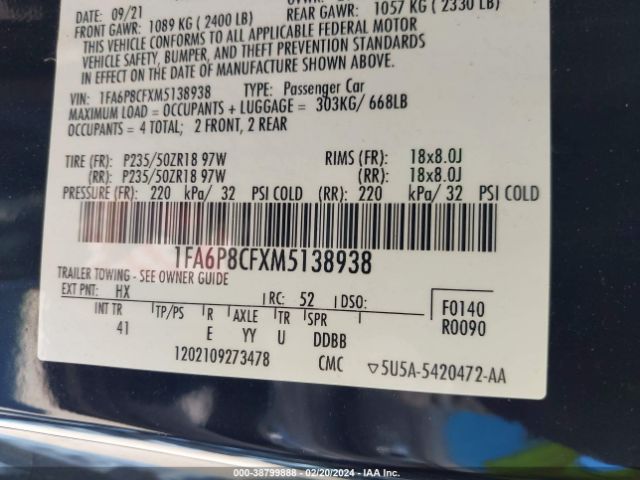 DATE: 09/21
FRONT GAWR: 1089 KG ( 2400 LB)
REAR GAWR: 1057 KG ( 2330 LB)
THIS VEHICLE CONFORMS TO ALL APPLICABLE FEDERAL MOTOR
VEHICLE SAFETY, BUMPER, AND THEFT PREVENTION STANDARDS
IN EFFECT ON THE DATE OF MANUFACTURE SHOWN ABOVE.
VIN: 1FA6P8CFXM5138938 TYPE: Passenger Car
MAXIMUM LOAD = OCCUPANTS + LUGGAGE = 303KG/ 668LB
OCCUPANTS = 4 TOTAL; 2 FRONT, 2 REAR
TIRE (FR): P235/50ZR18 97W RIMS (FR): 18x8.0J
(RR): P235/50ZR18 97W (RR): 18x8.0J
PRESSURE (FR): 220 kPa/ 32 PSI COLD (RR): 220 kPa/ 32 PSI COLD
1FA6P8CFXM5138938
TRAILER TOWING - SEE OWNER GUIDE
EXT PNT: HX RC: 52 DSO:
INT TR TP/PS R AXLE TR SPR
41 E YY U DDBB
F0140
R0090
1202109273478 CMC 5U5A-5420472-AA
000-38799888 - 02/20/2024 - IAA Inc.